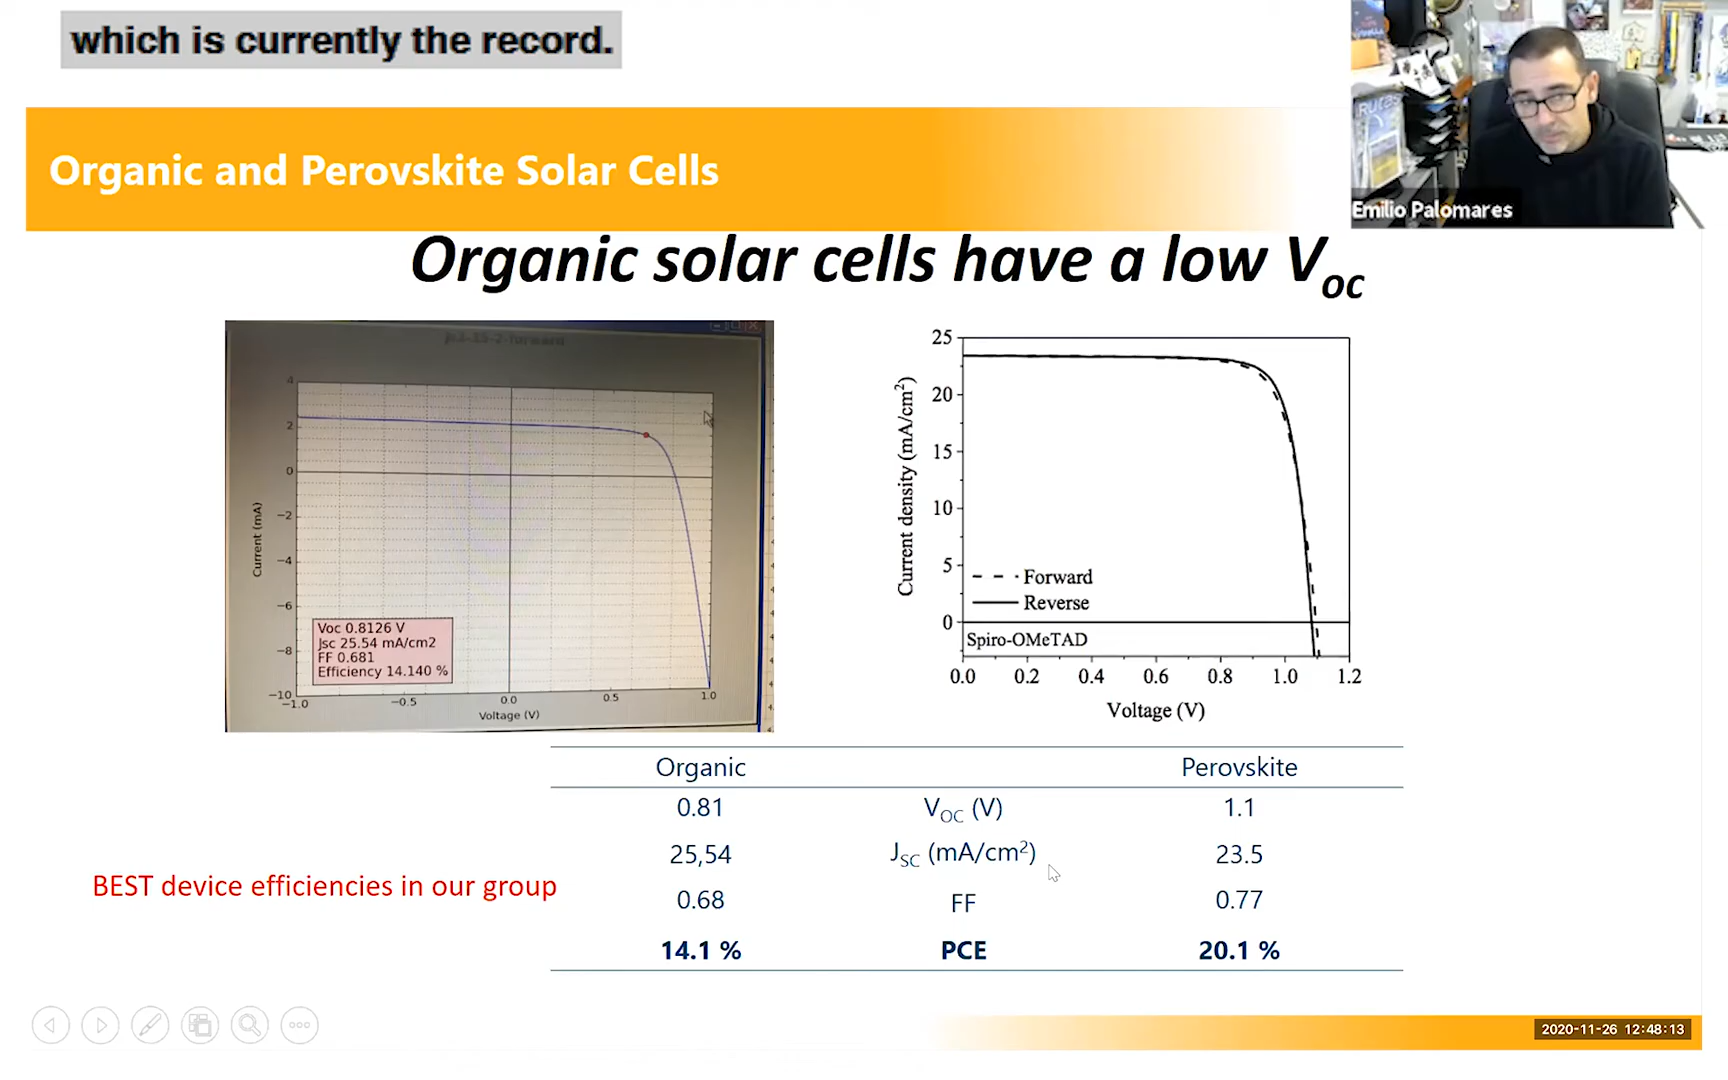 which is currently the record.
Organic and Perovskite Solar Cells
Emilio Palomares
Organic solar cells have a low VOC
4
2
0
−2
−4
−6
−8
−10
Current (mA)
Voc 0.8126 V
Jsc 25.54 mA/cm2
FF 0.681
Efficiency 14.140 %
−1.0 −0.5 0.0 0.5 1.0
Voltage (V)
25
20
15
10
5
0
Current density (mA/cm²)
Forward
Reverse
Spiro-OMeTAD
0.0 0.2 0.4 0.6 0.8 1.0 1.2
Voltage (V)
Organic Perovskite
0.81 VOC (V) 1.1
25,54 JSC (mA/cm²) 23.5
BEST device efficiencies in our group
0.68 FF 0.77
14.1 % PCE 20.1 %
2020-11-26 12:48:13